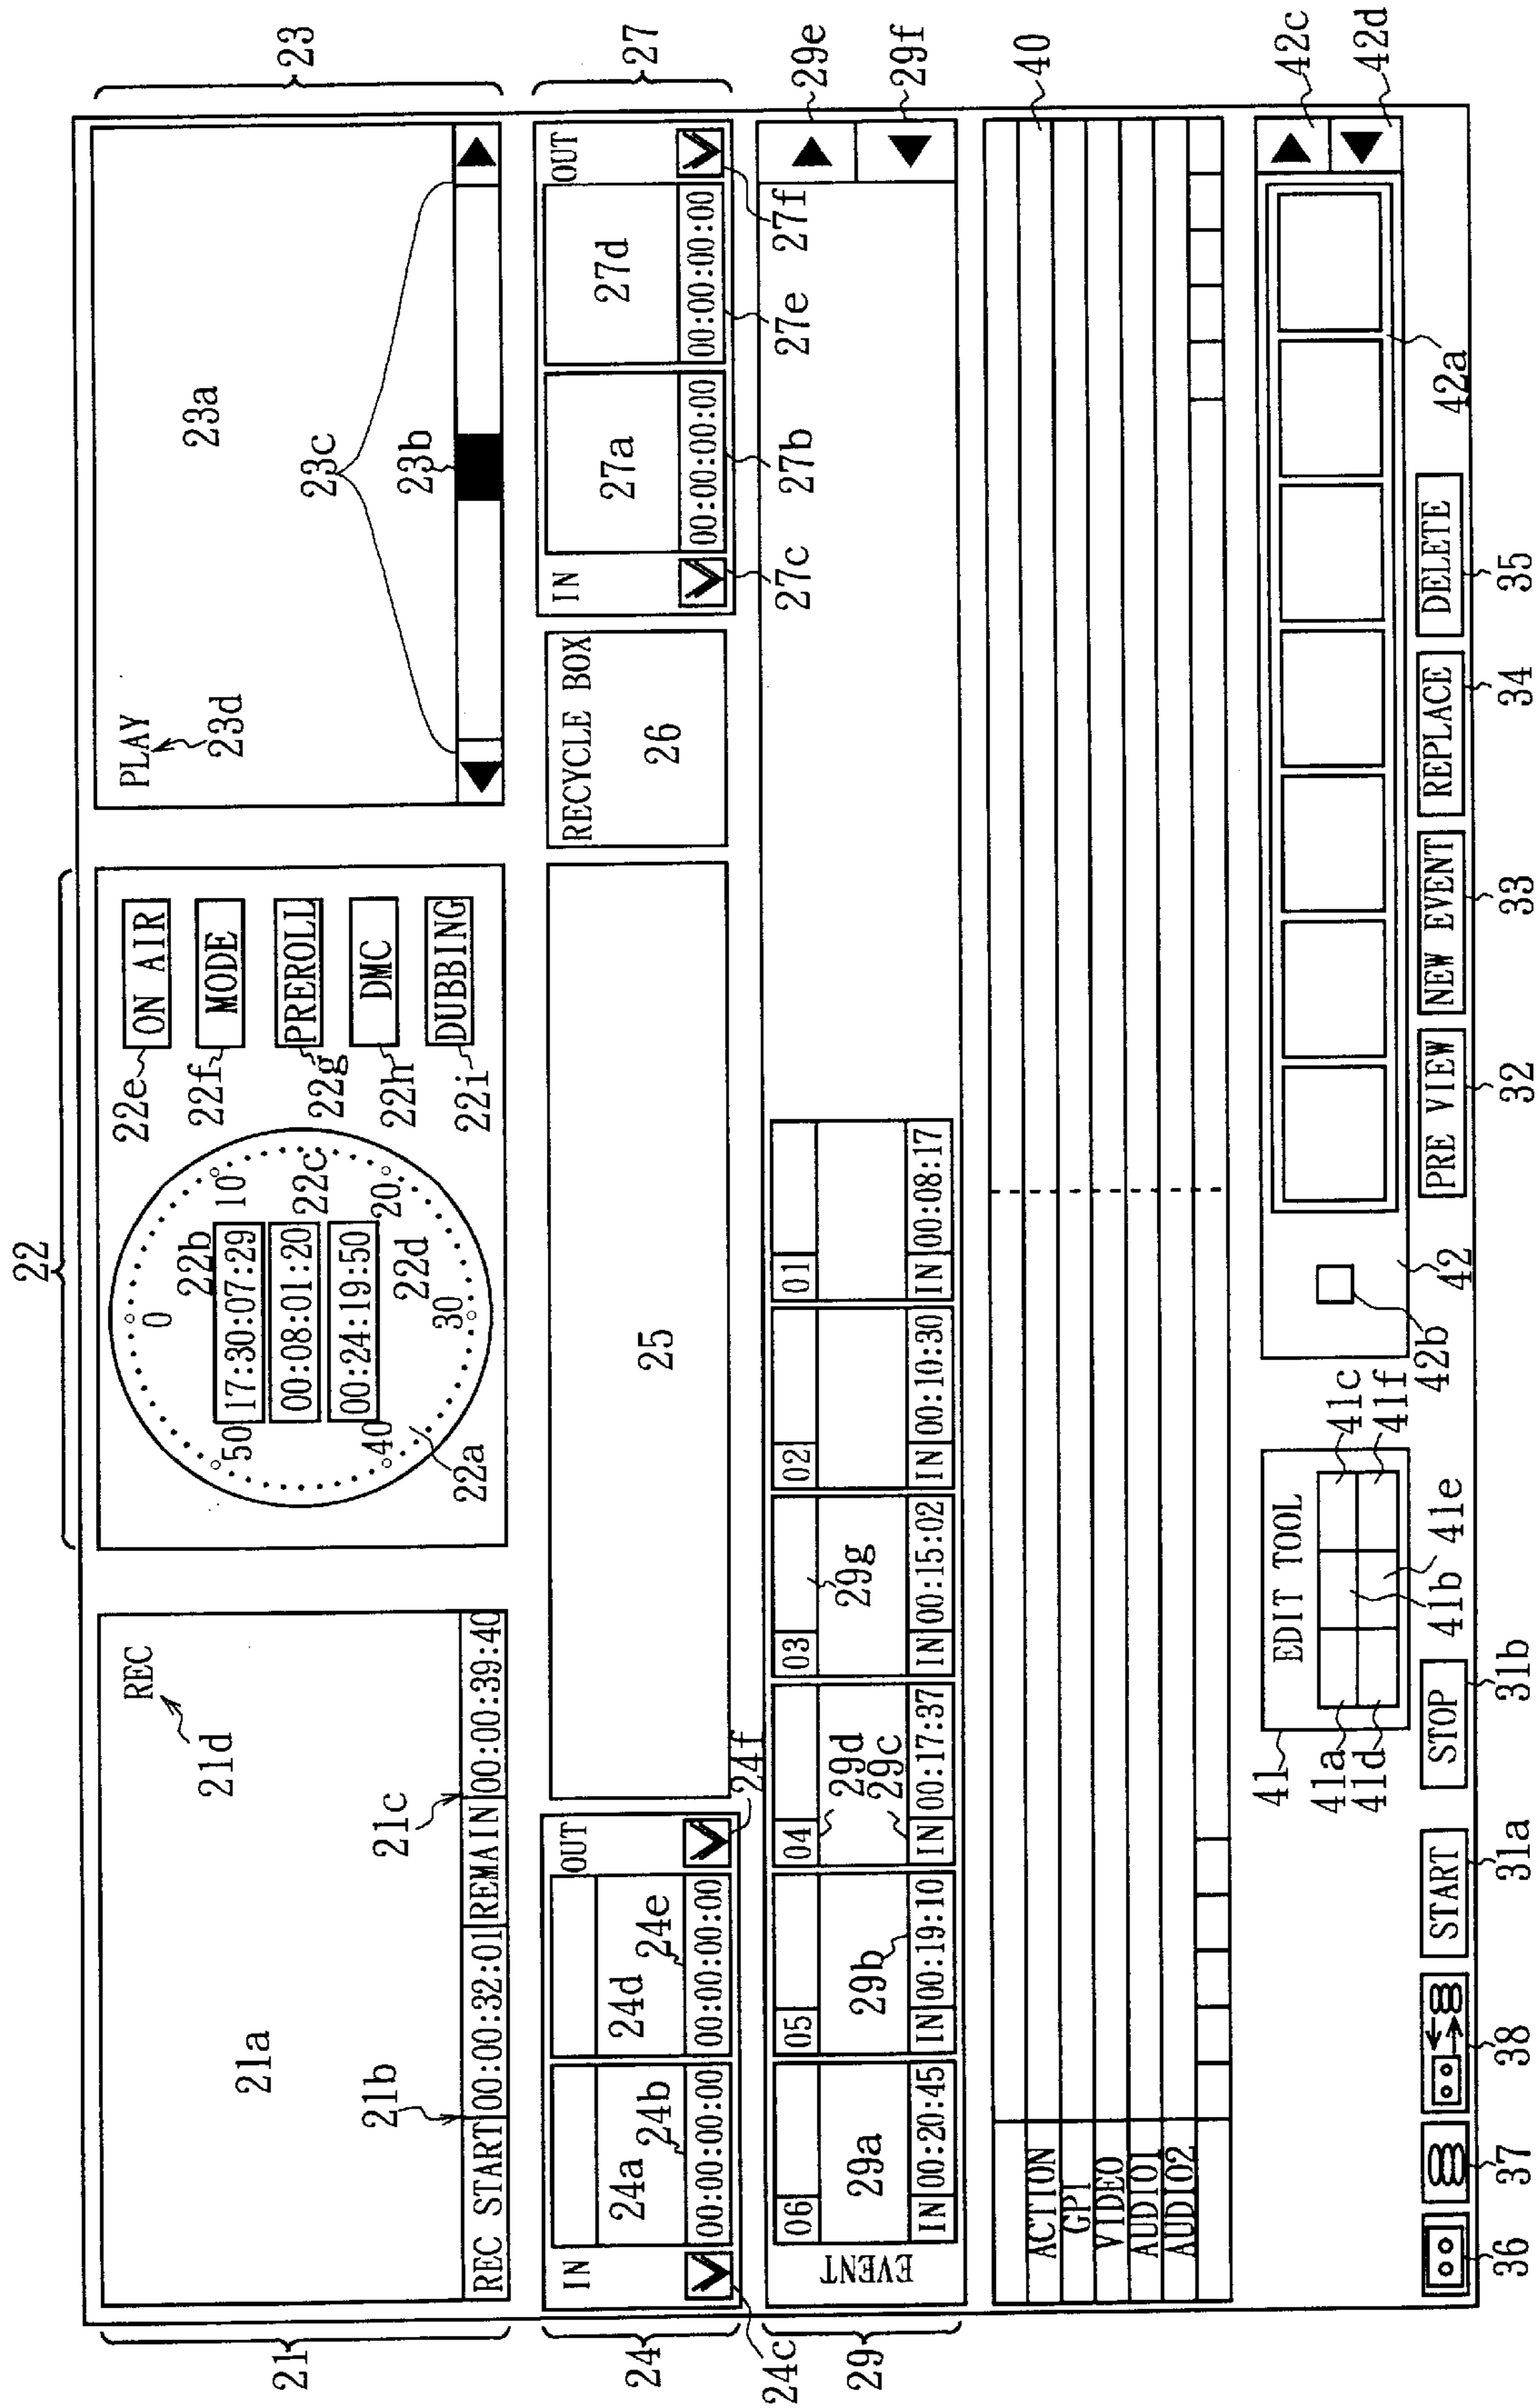 22
21
21a
21b
21c
21d
REC
REC START 00:00:32:01 REMAIN 00:00:39:40
22a
0
10
20
30
40
50
22b
17:30:07:29
22c
00:08:01:20
22d
00:24:19:50
22e
ON AIR
22f
MODE
22g
PREROLL
22h
DMC
22i
DUBBING
PLAY
23d
23a
23c
23b
23
24
IN
24a
24b
00:00:00:00
24c
24d
24e
00:00:00:00
OUT
24f
25
RECYCLE BOX
26
IN
27a
00:00:00:00
27b
27c
27d
00:00:00:00
27e
OUT
27f
27
29
EVENT
06
29a
IN 00:20:45
05
29b
IN 00:19:10
04
29d
29c
IN 00:17:37
03
29g
IN 00:15:02
02
IN 00:10:30
01
IN 00:08:17
29e
29f
40
ACTION
GPI
VIDEO
AUDIO1
AUDIO2
41
EDIT TOOL
41a
41d
41b
41e
41c
41f
42b
42
42a
42c
42d
36
37
38
START
31a
STOP
31b
PRE VIEW
32
NEW EVENT
33
REPLACE
34
DELETE
35